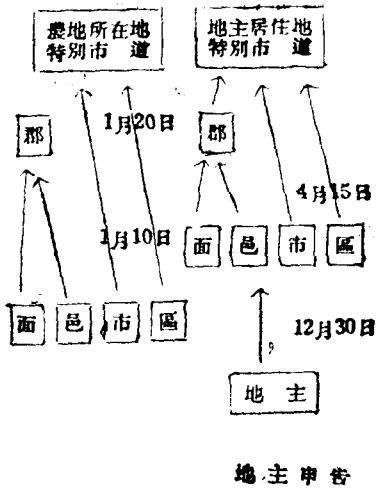 農地所在地
特別市 道
地主居住地
特別市 道
郡
1月20日
郡
4月15日
1月10日
面 邑 市 區
面 邑 市 區
12月30日
地 主
地主申告